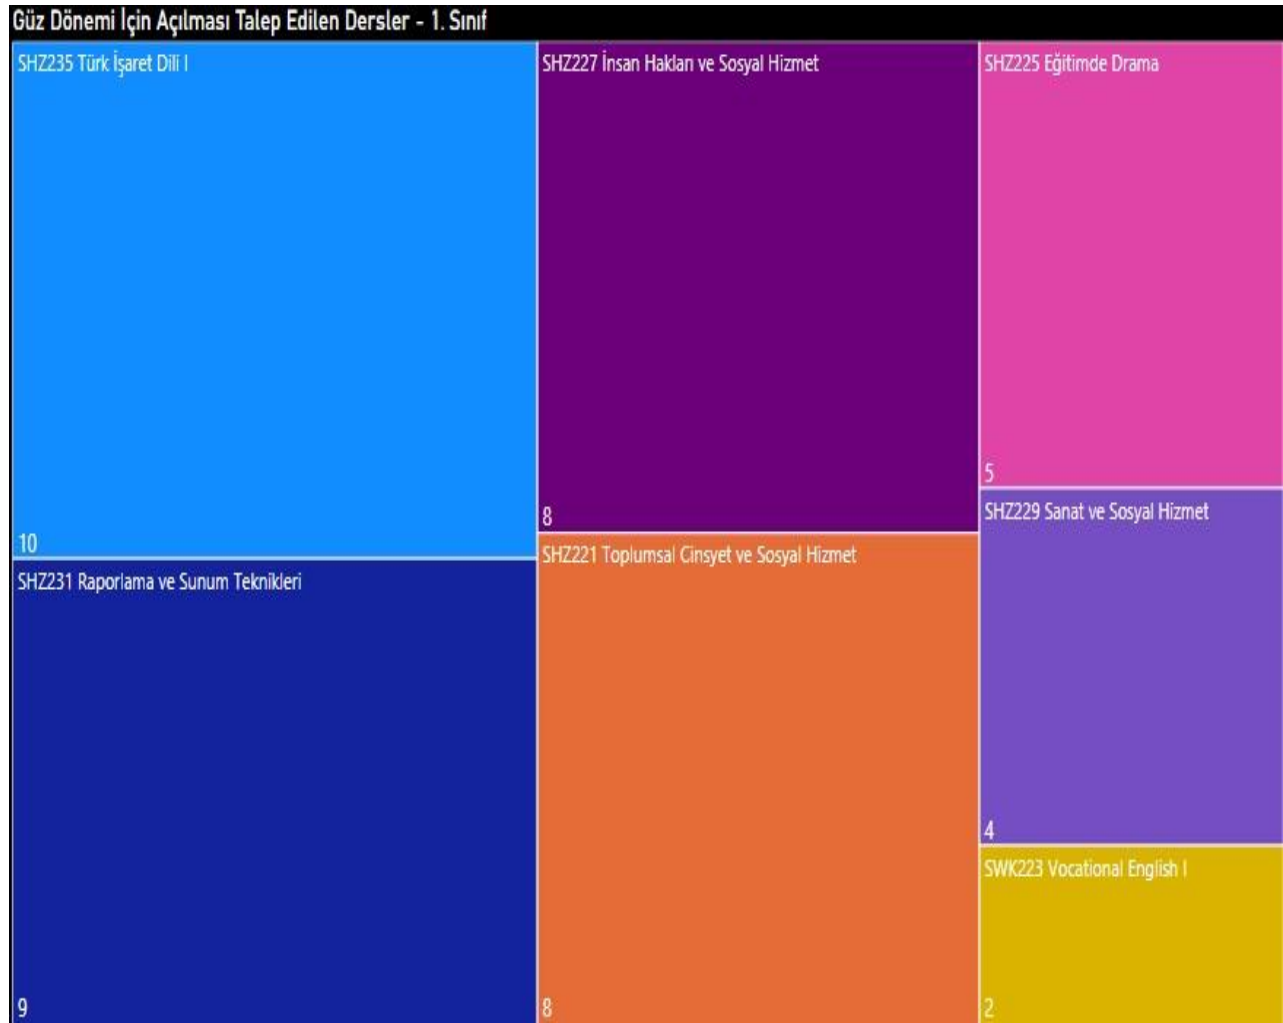 Güz Dönemi İçin Açılması Talep Edilen Dersler - 1. Sınıf
SHZ235 Türk İşaret Dili I
10
SHZ231 Raporlama ve Sunum Teknikleri
9
SHZ227 İnsan Hakları ve Sosyal Hizmet
8
SHZ221 Toplumsal Cinsyet ve Sosyal Hizmet
8
SHZ225 Eğitimde Drama
5
SHZ229 Sanat ve Sosyal Hizmet
4
SWK223 Vocational English I
2